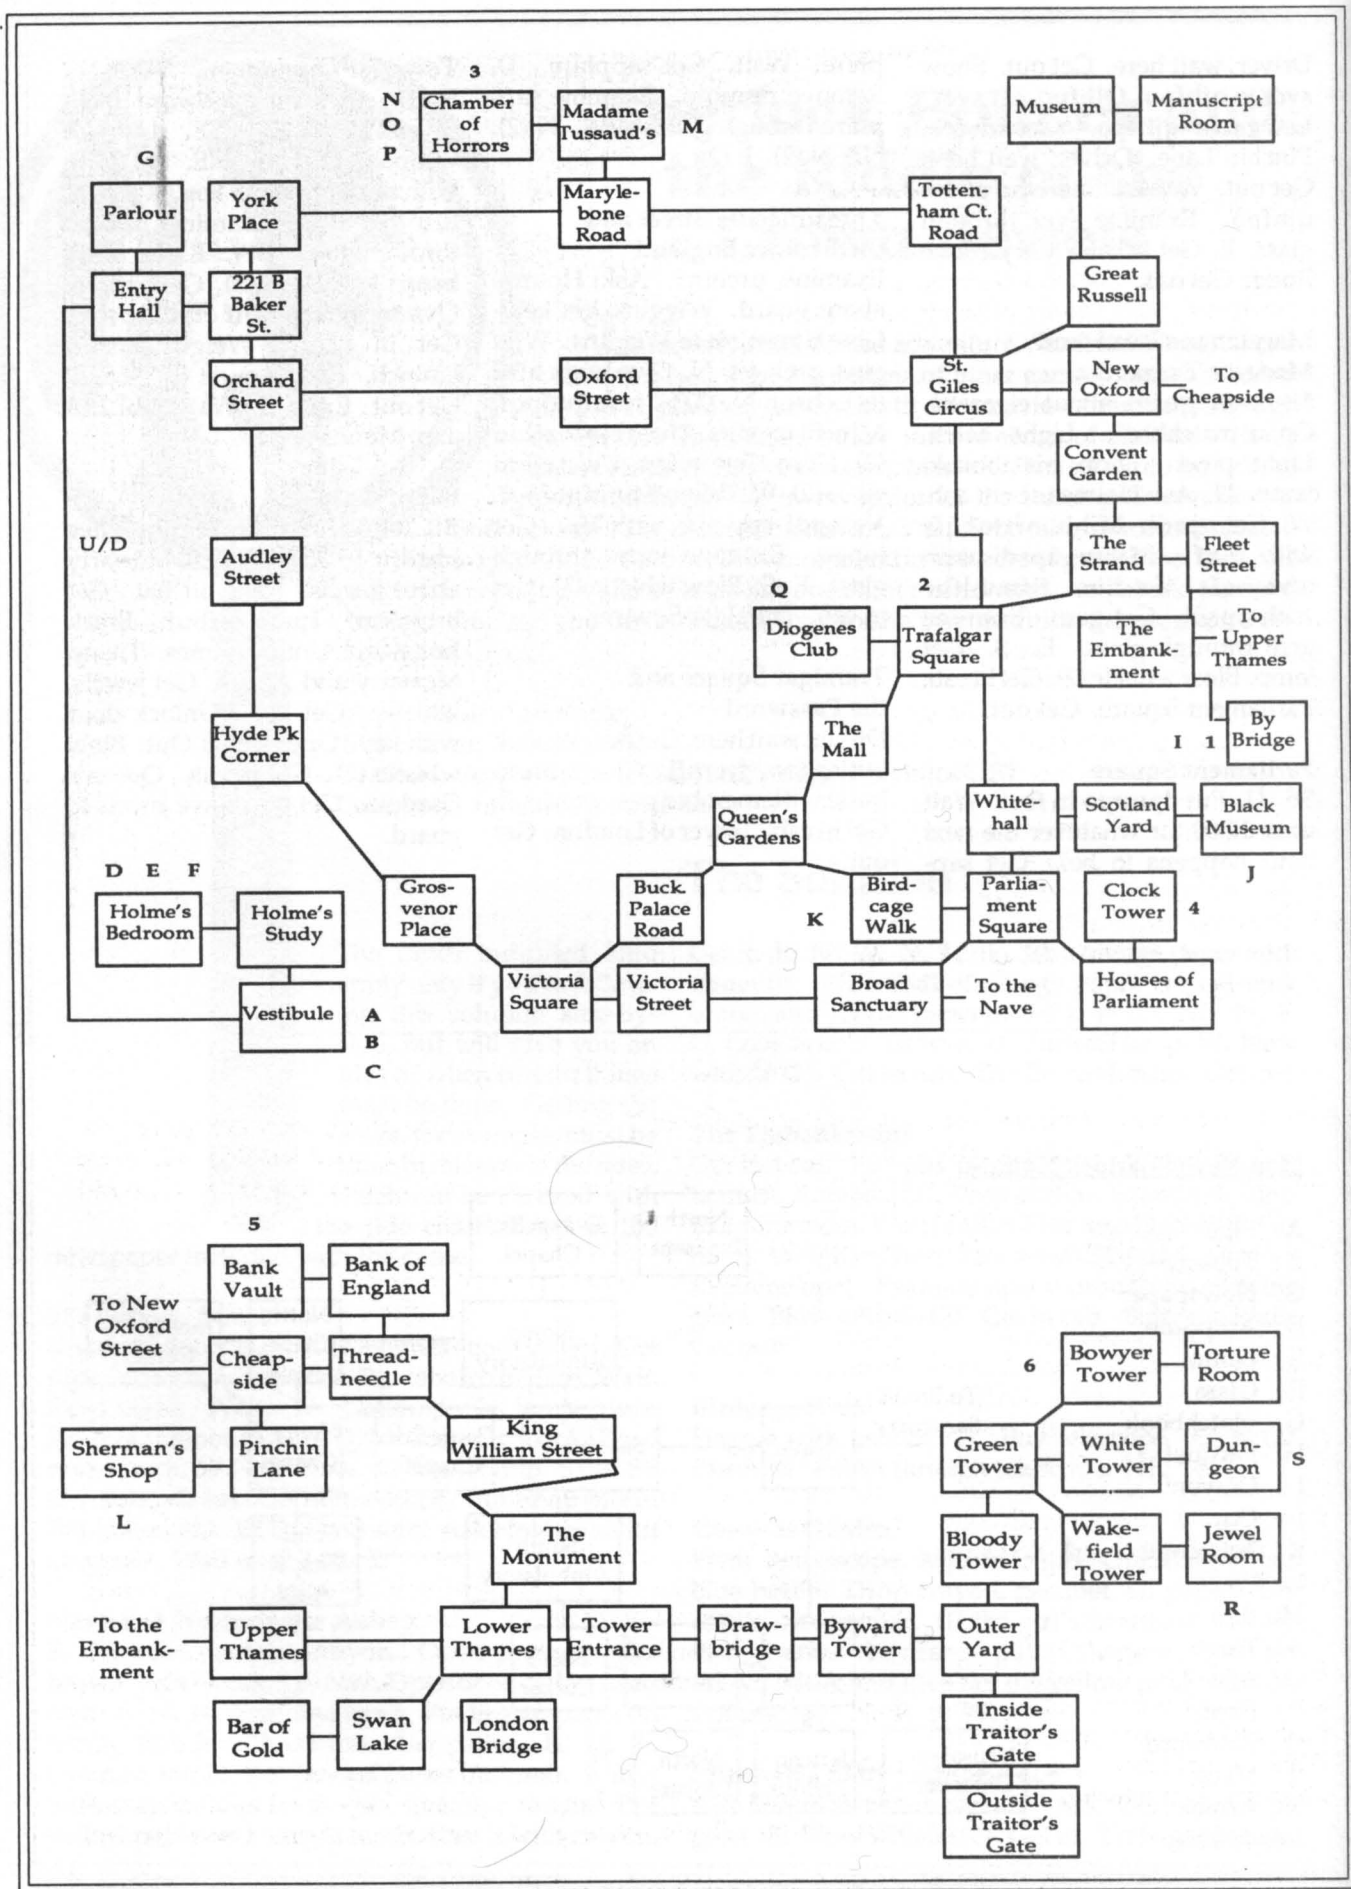 3
N
O
P
Chamber
of
Horrors
Madame
Tussaud's
M
Museum
Manuscript
Room
G
Parlour
York
Place
Maryle-
bone
Road
Totten-
ham Ct.
Road
Entry
Hall
221 B
Baker
St.
Great
Russell
Orchard
Street
Oxford
Street
St.
Giles
Circus
New
Oxford
To
Cheapside
Convent
Garden
U/D
Audley
Street
The
Strand
Fleet
Street
Q
2
Diogenes
Club
Trafalgar
Square
The
Embank-
ment
To
Upper
Thames
Hyde Pk
Corner
The
Mall
I
1
By
Bridge
Queen's
Gardens
White-
hall
Scotland
Yard
Black
Museum
J
D E F
Holme's
Bedroom
Holme's
Study
Gros-
venor
Place
Buck.
Palace
Road
K
Bird-
cage
Walk
Parlia-
ment
Square
Clock
Tower
4
Vestibule
A
B
C
Victoria
Square
Victoria
Street
Broad
Sanctuary
To the
Nave
Houses of
Parliament
5
Bank
Vault
Bank of
England
To New
Oxford
Street
Cheap-
side
Thread-
needle
6
Bowyer
Tower
Torture
Room
Sherman's
Shop
L
Pinchin
Lane
King
William Street
Green
Tower
White
Tower
Dun-
geon
S
The
Monument
Bloody
Tower
Wake-
field
Tower
Jewel
Room
R
To the
Embank-
ment
Upper
Thames
Lower
Thames
Tower
Entrance
Draw-
bridge
Byward
Tower
Outer
Yard
Bar of
Gold
Swan
Lake
London
Bridge
Inside
Traitor's
Gate
Outside
Traitor's
Gate